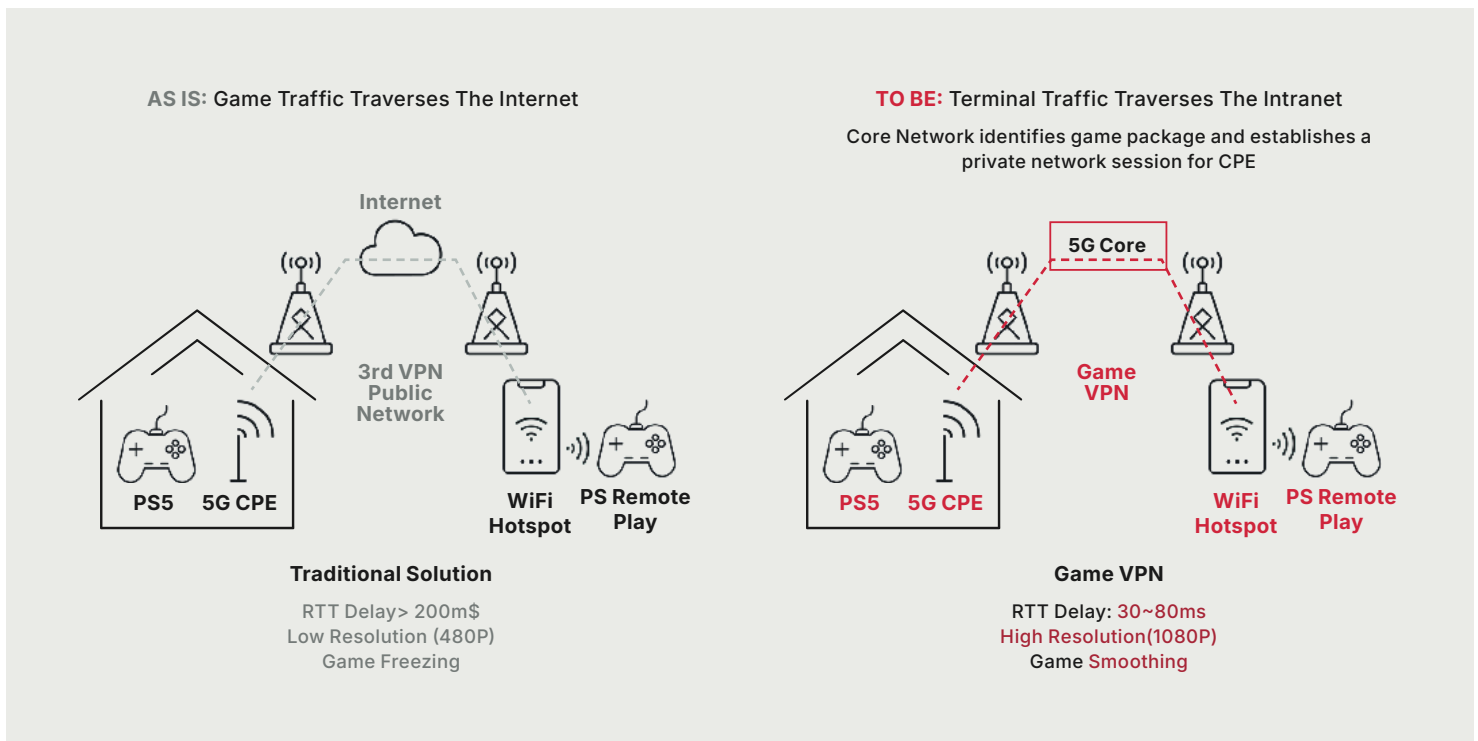 AS IS: Game Traffic Traverses The Internet
Internet
3rd VPN
Public
Network
PS5
5G CPE
WiFi
Hotspot
PS Remote
Play
Traditional Solution
RTT Delay> 200m$
Low Resolution (480P)
Game Freezing
TO BE: Terminal Traffic Traverses The Intranet
Core Network identifies game package and establishes a
private network session for CPE
5G Core
Game
VPN
PS5
5G CPE
WiFi
Hotspot
PS Remote
Play
Game VPN
RTT Delay: 30~80ms
High Resolution(1080P)
Game Smoothing